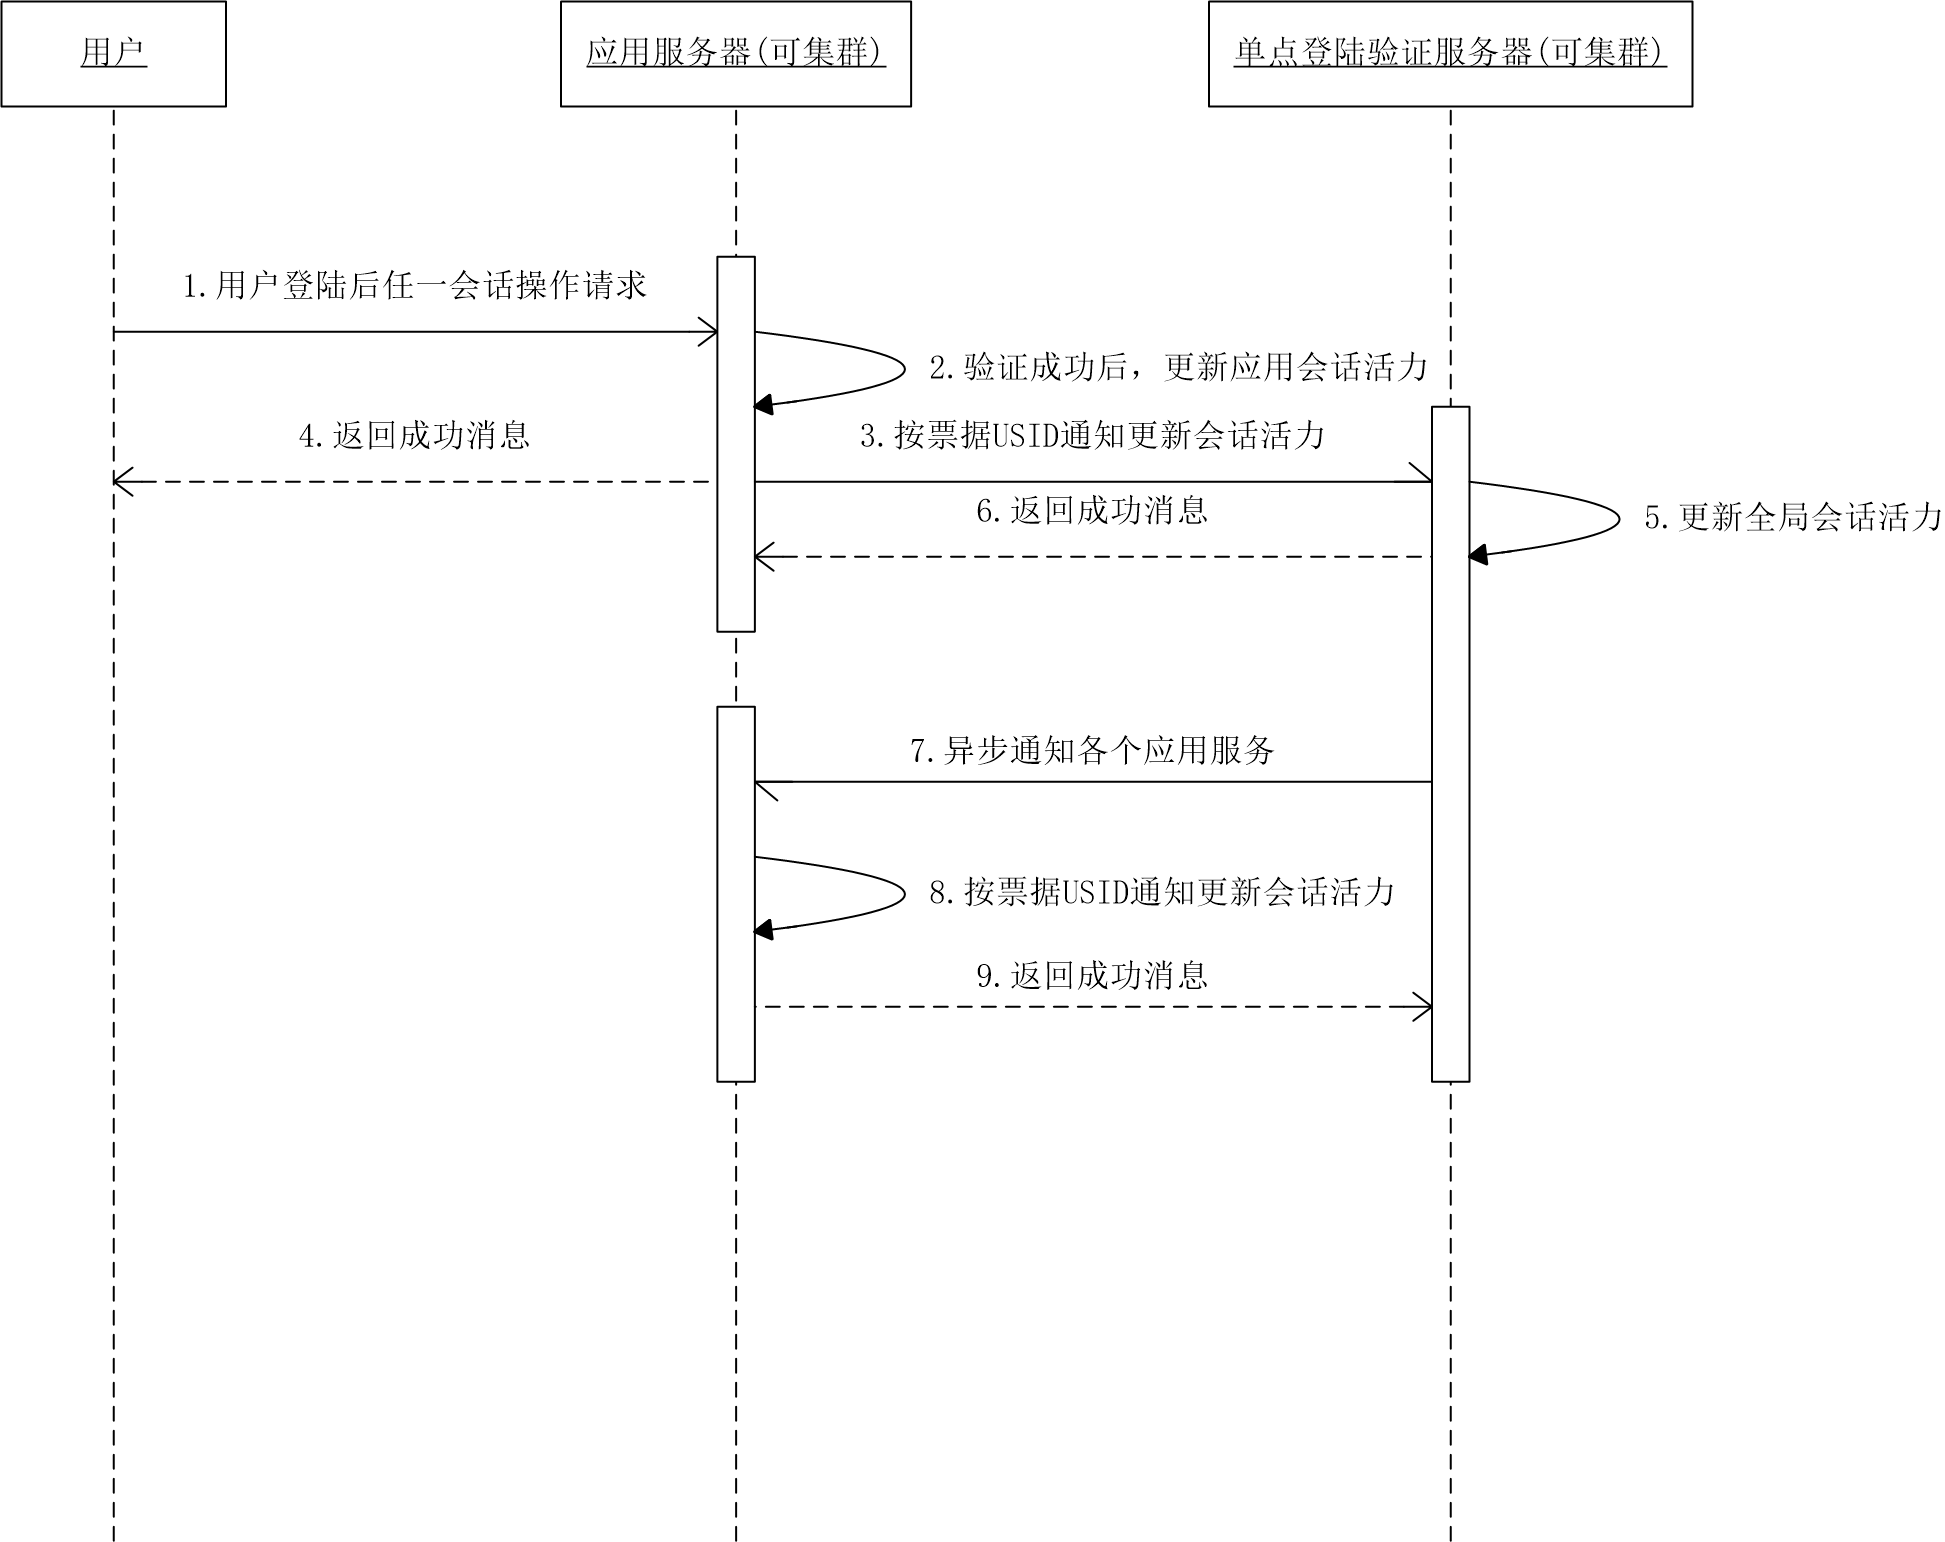 用户
应用服务器(可集群)
单点登陆验证服务器(可集群)
1.用户登陆后任一会话操作请求
2.验证成功后，更新应用会话活力
4.返回成功消息
3.按票据USID通知更新会话活力
6.返回成功消息
5.更新全局会话活力
7.异步通知各个应用服务
8.按票据USID通知更新会话活力
9.返回成功消息